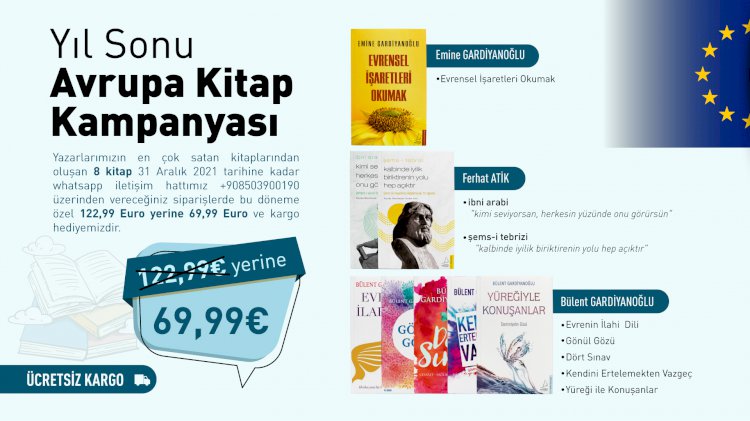 Yıl Sonu
Avrupa Kitap
Kampanyası
Yazarlarımızın en çok satan kitaplarından
oluşan 8 kitap 31 Aralık 2021 tarihine kadar
whatsapp iletişim hattımız +908503900190
üzerinden vereceğiniz siparişlerde bu döneme
özel 122,99 Euro yerine 69,99 Euro ve kargo
hediyemizdir.
122,99€ yerine
69,99€
ÜCRETSİZ KARGO
EMİNE GARDİYANOĞLU
EVRENSEL
İŞARETLERİ
OKUMAK
Emine GARDİYANOĞLU
•Evrensel İşaretleri Okumak
şems-i tebrizi
kalbinde iyilik
biriktirenin yolu
hep açıktır
Ferhat ATİK
• ibni arabi
"kimi seviyorsan, herkesin yüzünde onu görürsün"
• şems-i tebrizi
"kalbinde iyilik biriktirenin yolu hep açıktır"
BÜLENT
BÜLENT GARDİYANOĞLU
YÜREĞİYLE
KONUŞANLAR
Bülent GARDİYANOĞLU
• Evrenin İlahi Dili
• Gönül Gözü
• Dört Sınav
• Kendini Ertelemekten Vazgeç
• Yüreği ile Konuşanlar